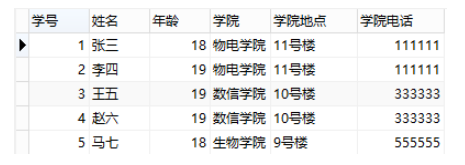 学号 姓名 年龄 学院 学院地点 学院电话
1 张三 18 物电学院 11号楼 111111
2 李四 19 物电学院 11号楼 111111
3 王五 19 数信学院 10号楼 333333
4 赵六 19 数信学院 10号楼 333333
5 马七 18 生物学院 9号楼 555555